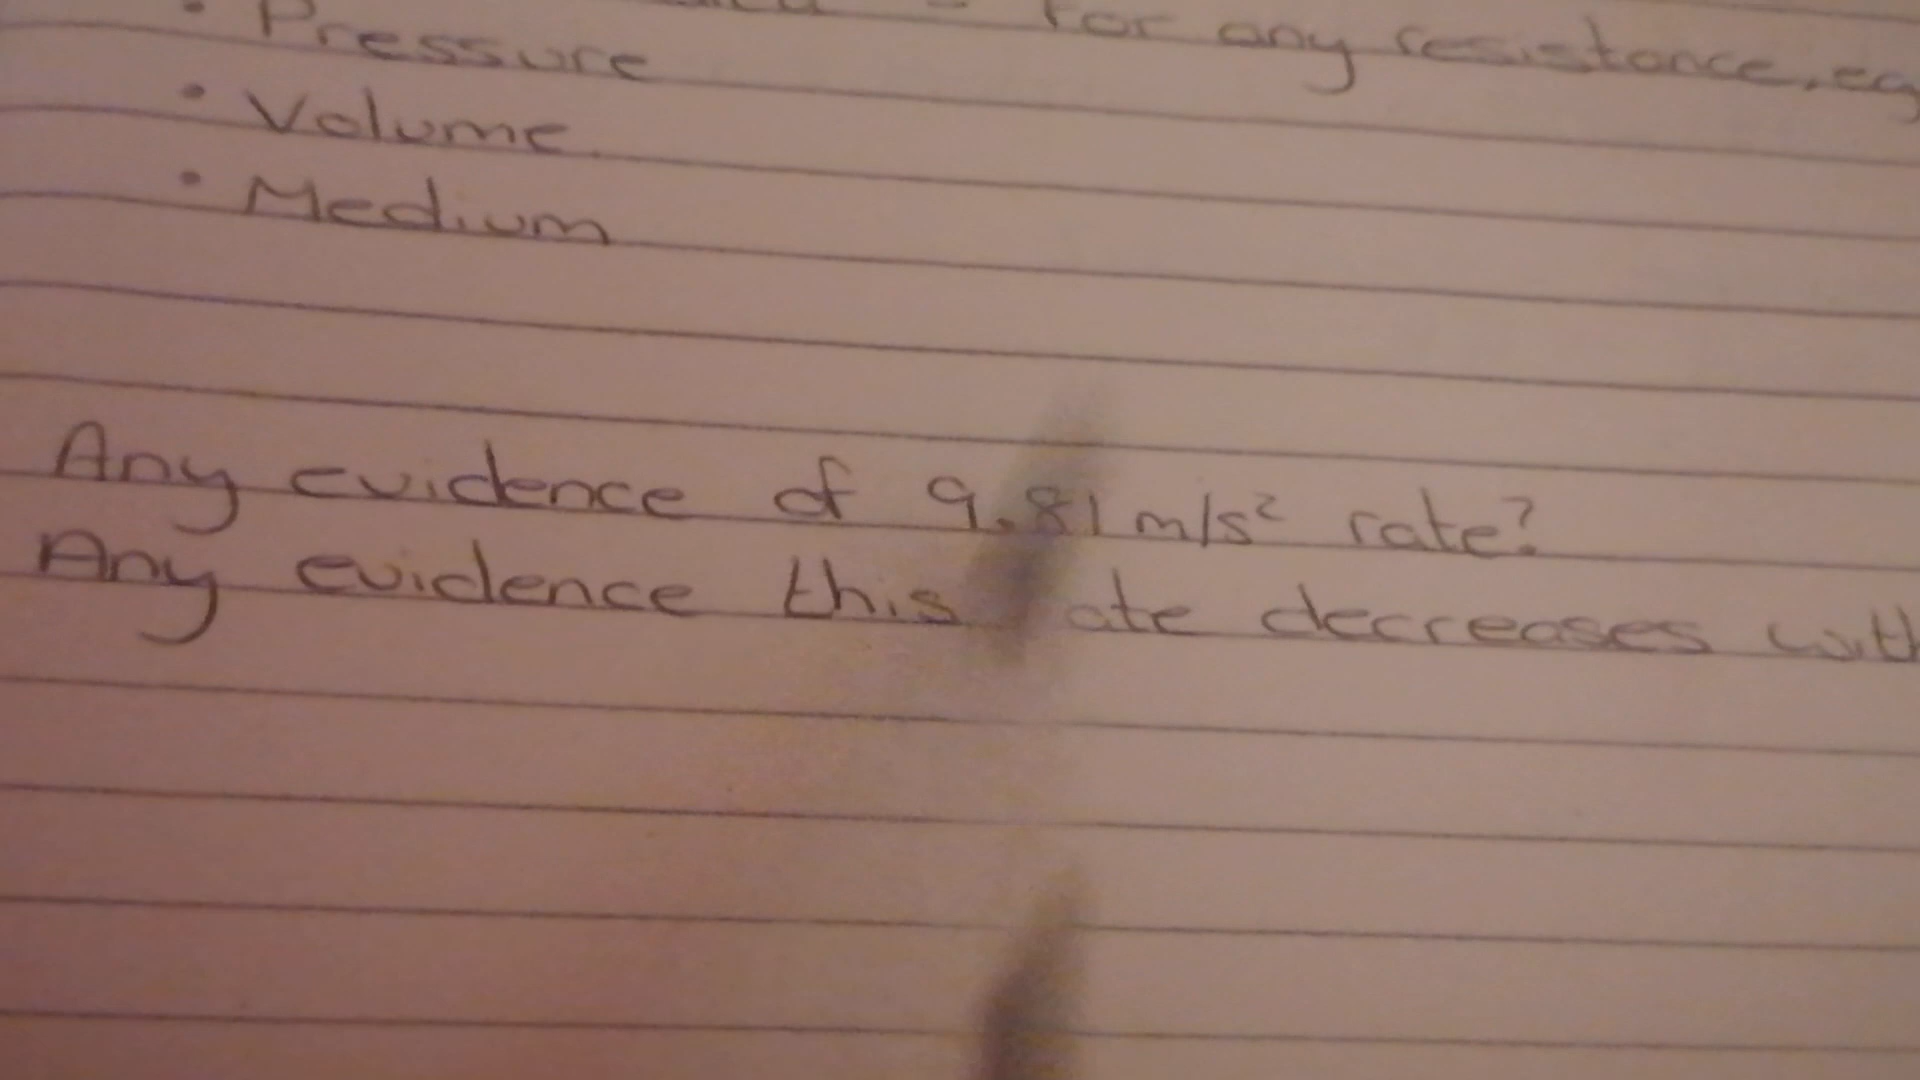 for any resistance, eg
• Pressure
• Volume
• Medium
Any evidence of 9.81 m/s² rate?
Any evidence this ate decreases with